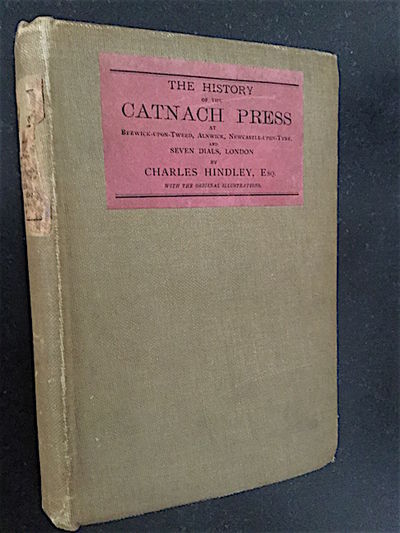 THE HISTORY
OF THE
CATNACH PRESS
AT
BERWICK-UPON-TWEED, ALNWICK, NEWCASTLE-UPON-TYNE,
AND
SEVEN DIALS, LONDON
BY
CHARLES HINDLEY, ESQ.
WITH THE ORIGINAL ILLUSTRATIONS.